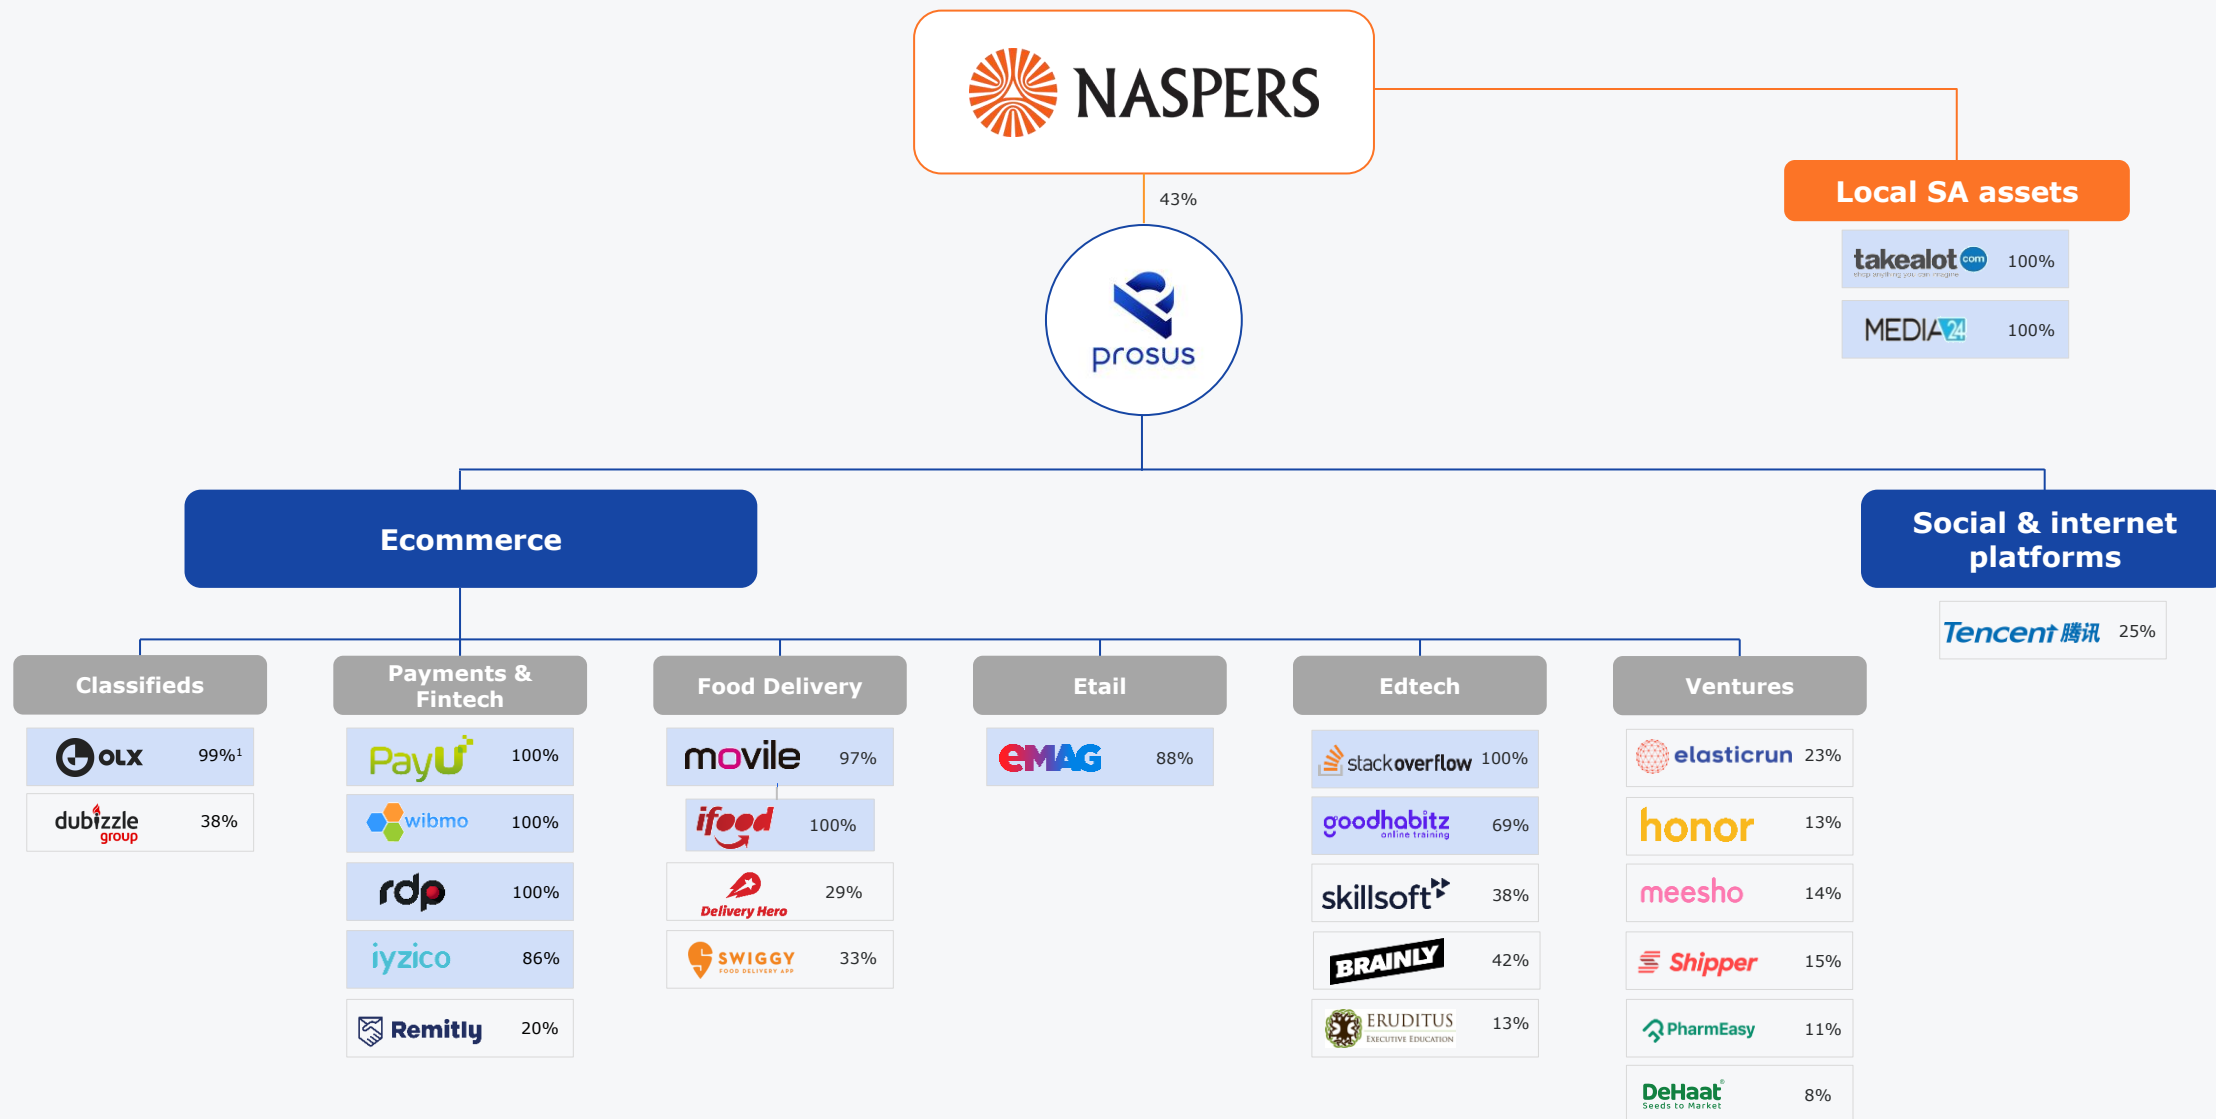 NASPERS
43%
Local SA assets
takealot com 100%
MEDIA24 100%
prosus
Ecommerce
Social & internet
platforms
Tencent 腾讯 25%
Classifieds
OLX 99%¹
dubizzle
group
38%
Payments &
Fintech
PayU 100%
wibmo 100%
rdp 100%
iyzico 86%
Remitly 20%
Food Delivery
movile 97%
ifood 100%
Delivery Hero 29%
SWIGGY
FOOD DELIVERY APP
33%
Etail
eMAG 88%
Edtech
stackoverflow 100%
goodhabitz
online training
69%
skillsoft 38%
BRAINLY 42%
ERUDITUS
EXECUTIVE EDUCATION
13%
Ventures
elasticrun 23%
honor 13%
meesho 14%
Shipper 15%
PharmEasy 11%
DeHaat
Seeds to Market
8%